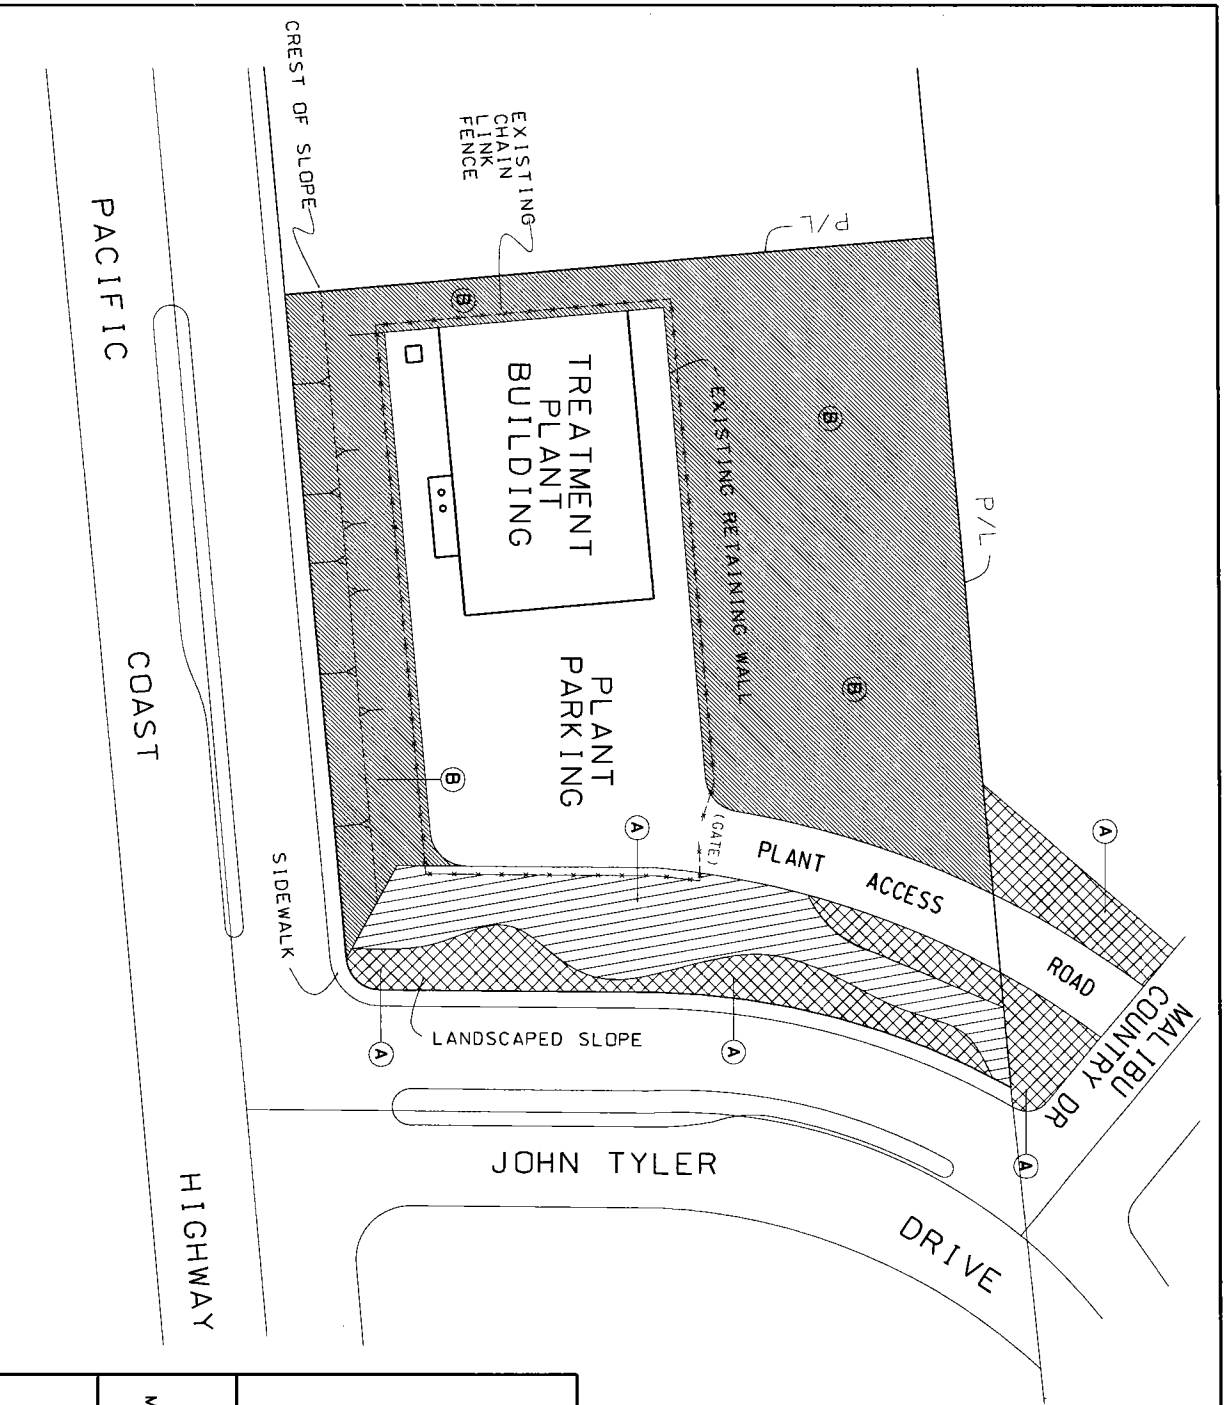 CREST OF SLOPE
EXISTING
CHAIN
LINK
FENCE
P/L
P/L
B
B
B
B
TREATMENT
PLANT
BUILDING
EXISTING RETAINING WALL
PLANT
PARKING
(GATE)
PLANT ACCESS ROAD
A
A
A
A
A
MALIBU
COUNTRY DR
SIDEWALK
LANDSCAPED SLOPE
JOHN TYLER DRIVE
PACIFIC COAST HIGHWAY